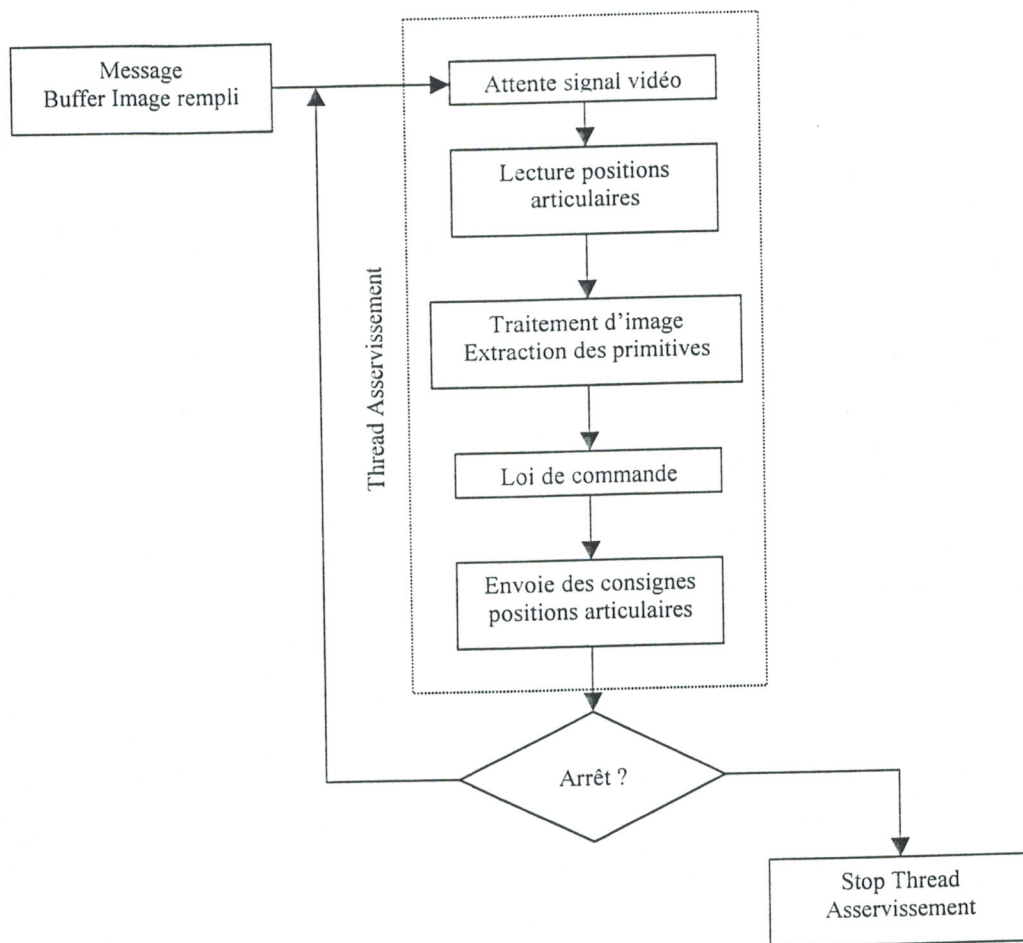 Message
Buffer Image rempli
Attente signal vidéo
Lecture positions
articulaires
Thread Asservissement
Traitement d'image
Extraction des primitives
Loi de commande
Envoie des consignes
positions articulaires
Arrêt ?
Stop Thread
Asservissement